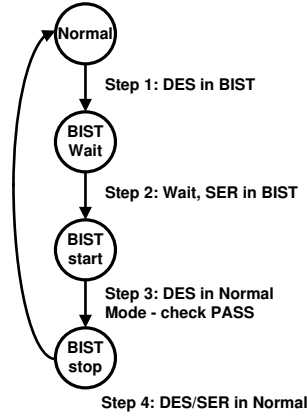 Normal
Step 1: DES in BIST
BIST
Wait
Step 2: Wait, SER in BIST
BIST
start
Step 3: DES in Normal
Mode - check PASS
BIST
stop
Step 4: DES/SER in Normal